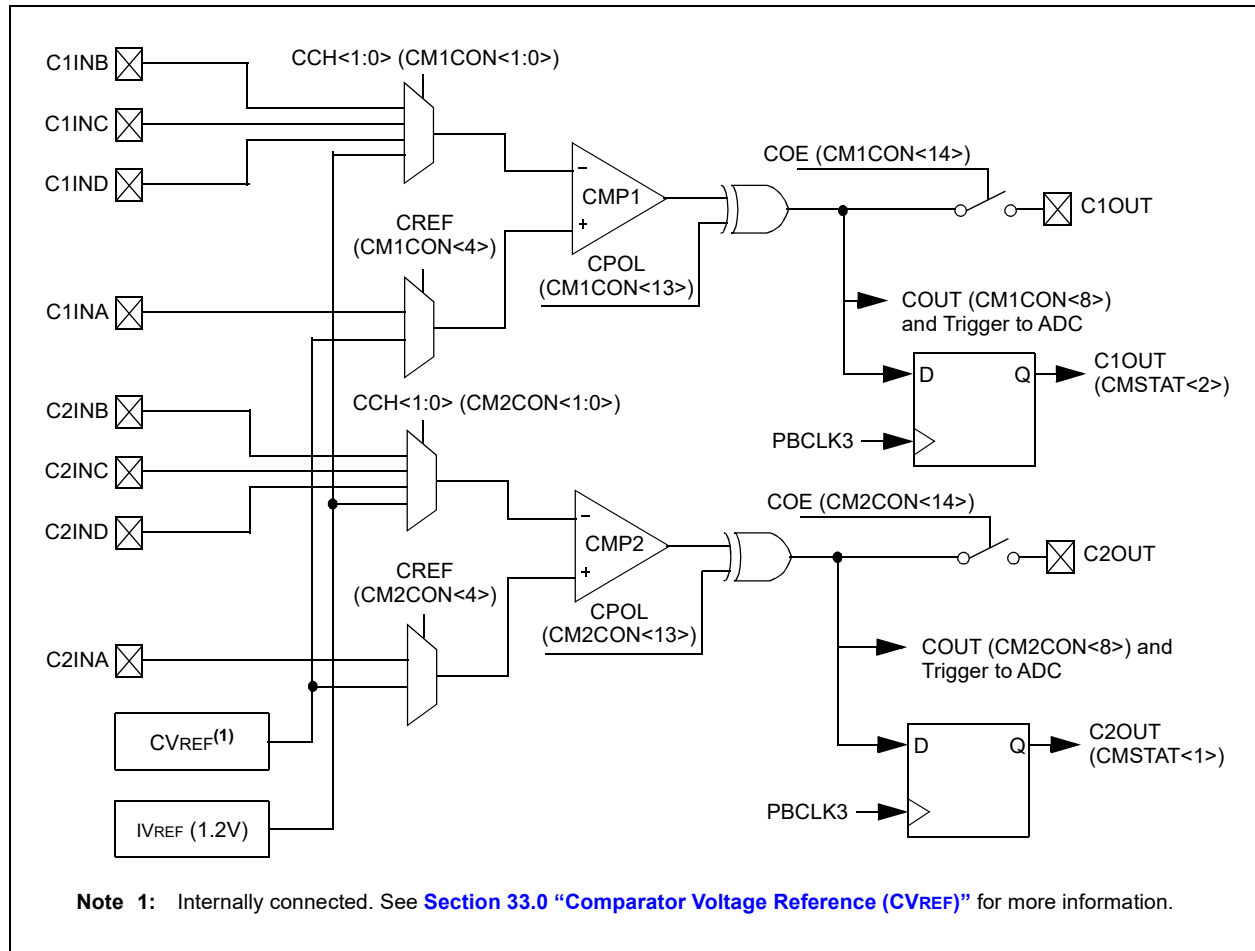 C1INB
CCH<1:0> (CM1CON<1:0>)
C1INC
C1IND
COE (CM1CON<14>)
–
CMP1
+
C1OUT
CREF
(CM1CON<4>)
CPOL
(CM1CON<13>)
C1INA
COUT (CM1CON<8>)
and Trigger to ADC
D
Q
C1OUT
(CMSTAT<2>)
PBCLK3
C2INB
CCH<1:0> (CM2CON<1:0>)
C2INC
C2IND
COE (CM2CON<14>)
–
CMP2
+
C2OUT
CREF
(CM2CON<4>)
CPOL
(CM2CON<13>)
C2INA
COUT (CM2CON<8>) and
Trigger to ADC
CVREF(1)
D
Q
C2OUT
(CMSTAT<1>)
IVREF (1.2V)
PBCLK3
Note 1: Internally connected. See Section 33.0 “Comparator Voltage Reference (CVREF)” for more information.